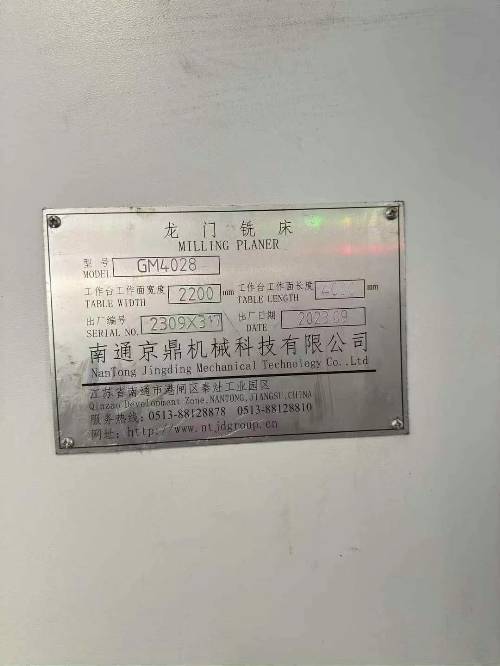 龙门铣床
MILLING PLANER
型号 MODEL GM4028
工作台工作面宽度 TABLE WIDTH 2200 mm 工作台工作面长度 TABLE LENGTH mm
出厂编号 SERIAL NO. 2309X317 出厂日期 DATE 2023.09
南通京鼎机械科技有限公司
NanTong Jingding Mechanical Technology Co.,Ltd
江苏省南通市港闸区秦灶工业园区
Qinzao Development Zone,NANTONG,JIANGSU,CHINA
服务热线: 0513-88128878 0513-88128810
网址: http://www.ntjdgroup.cn